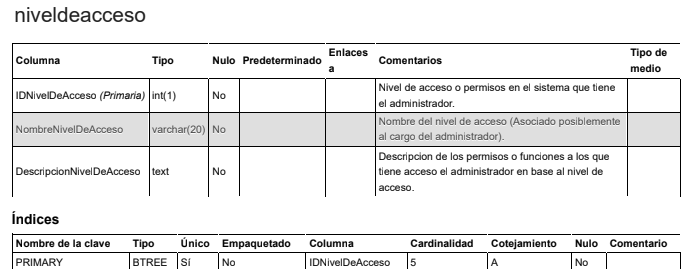 niveldeacceso
Columna Tipo Nulo Predeterminado Enlaces a Comentarios Tipo de medio
IDNivelDeAcceso (Primaria) int(1) No Nivel de acceso o permisos en el sistema que tiene
el administrador.
NombreNivelDeAcceso varchar(20) No Nombre del nivel de acceso (Asociado posiblemente
al cargo del administrador).
DescripcionNivelDeAcceso text No Descripcion de los permisos o funciones a los que
tiene acceso el administrador en base al nivel de
acceso.
Índices
Nombre de la clave Tipo Único Empaquetado Columna Cardinalidad Cotejamiento Nulo Comentario
PRIMARY BTREE Sí No IDNivelDeAcceso 5 A No